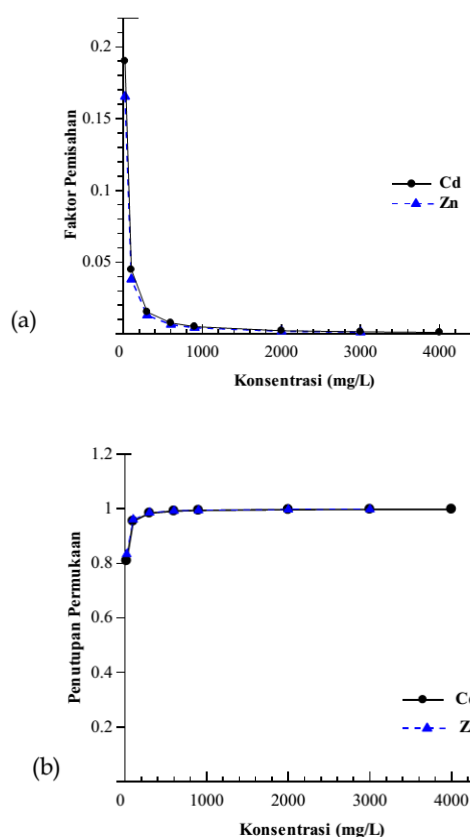 0.2
0.15
0.1
0.05
0 1000 2000 3000 4000
Faktor Pemisahan
Konsentrasi (mg/L)
Cd
Zn
(a)
1.2
1
0.8
0.6
0.4
0.2
0 1000 2000 3000 4000
Penutupan Permukaan
Konsentrasi (mg/L)
C
Z
(b)